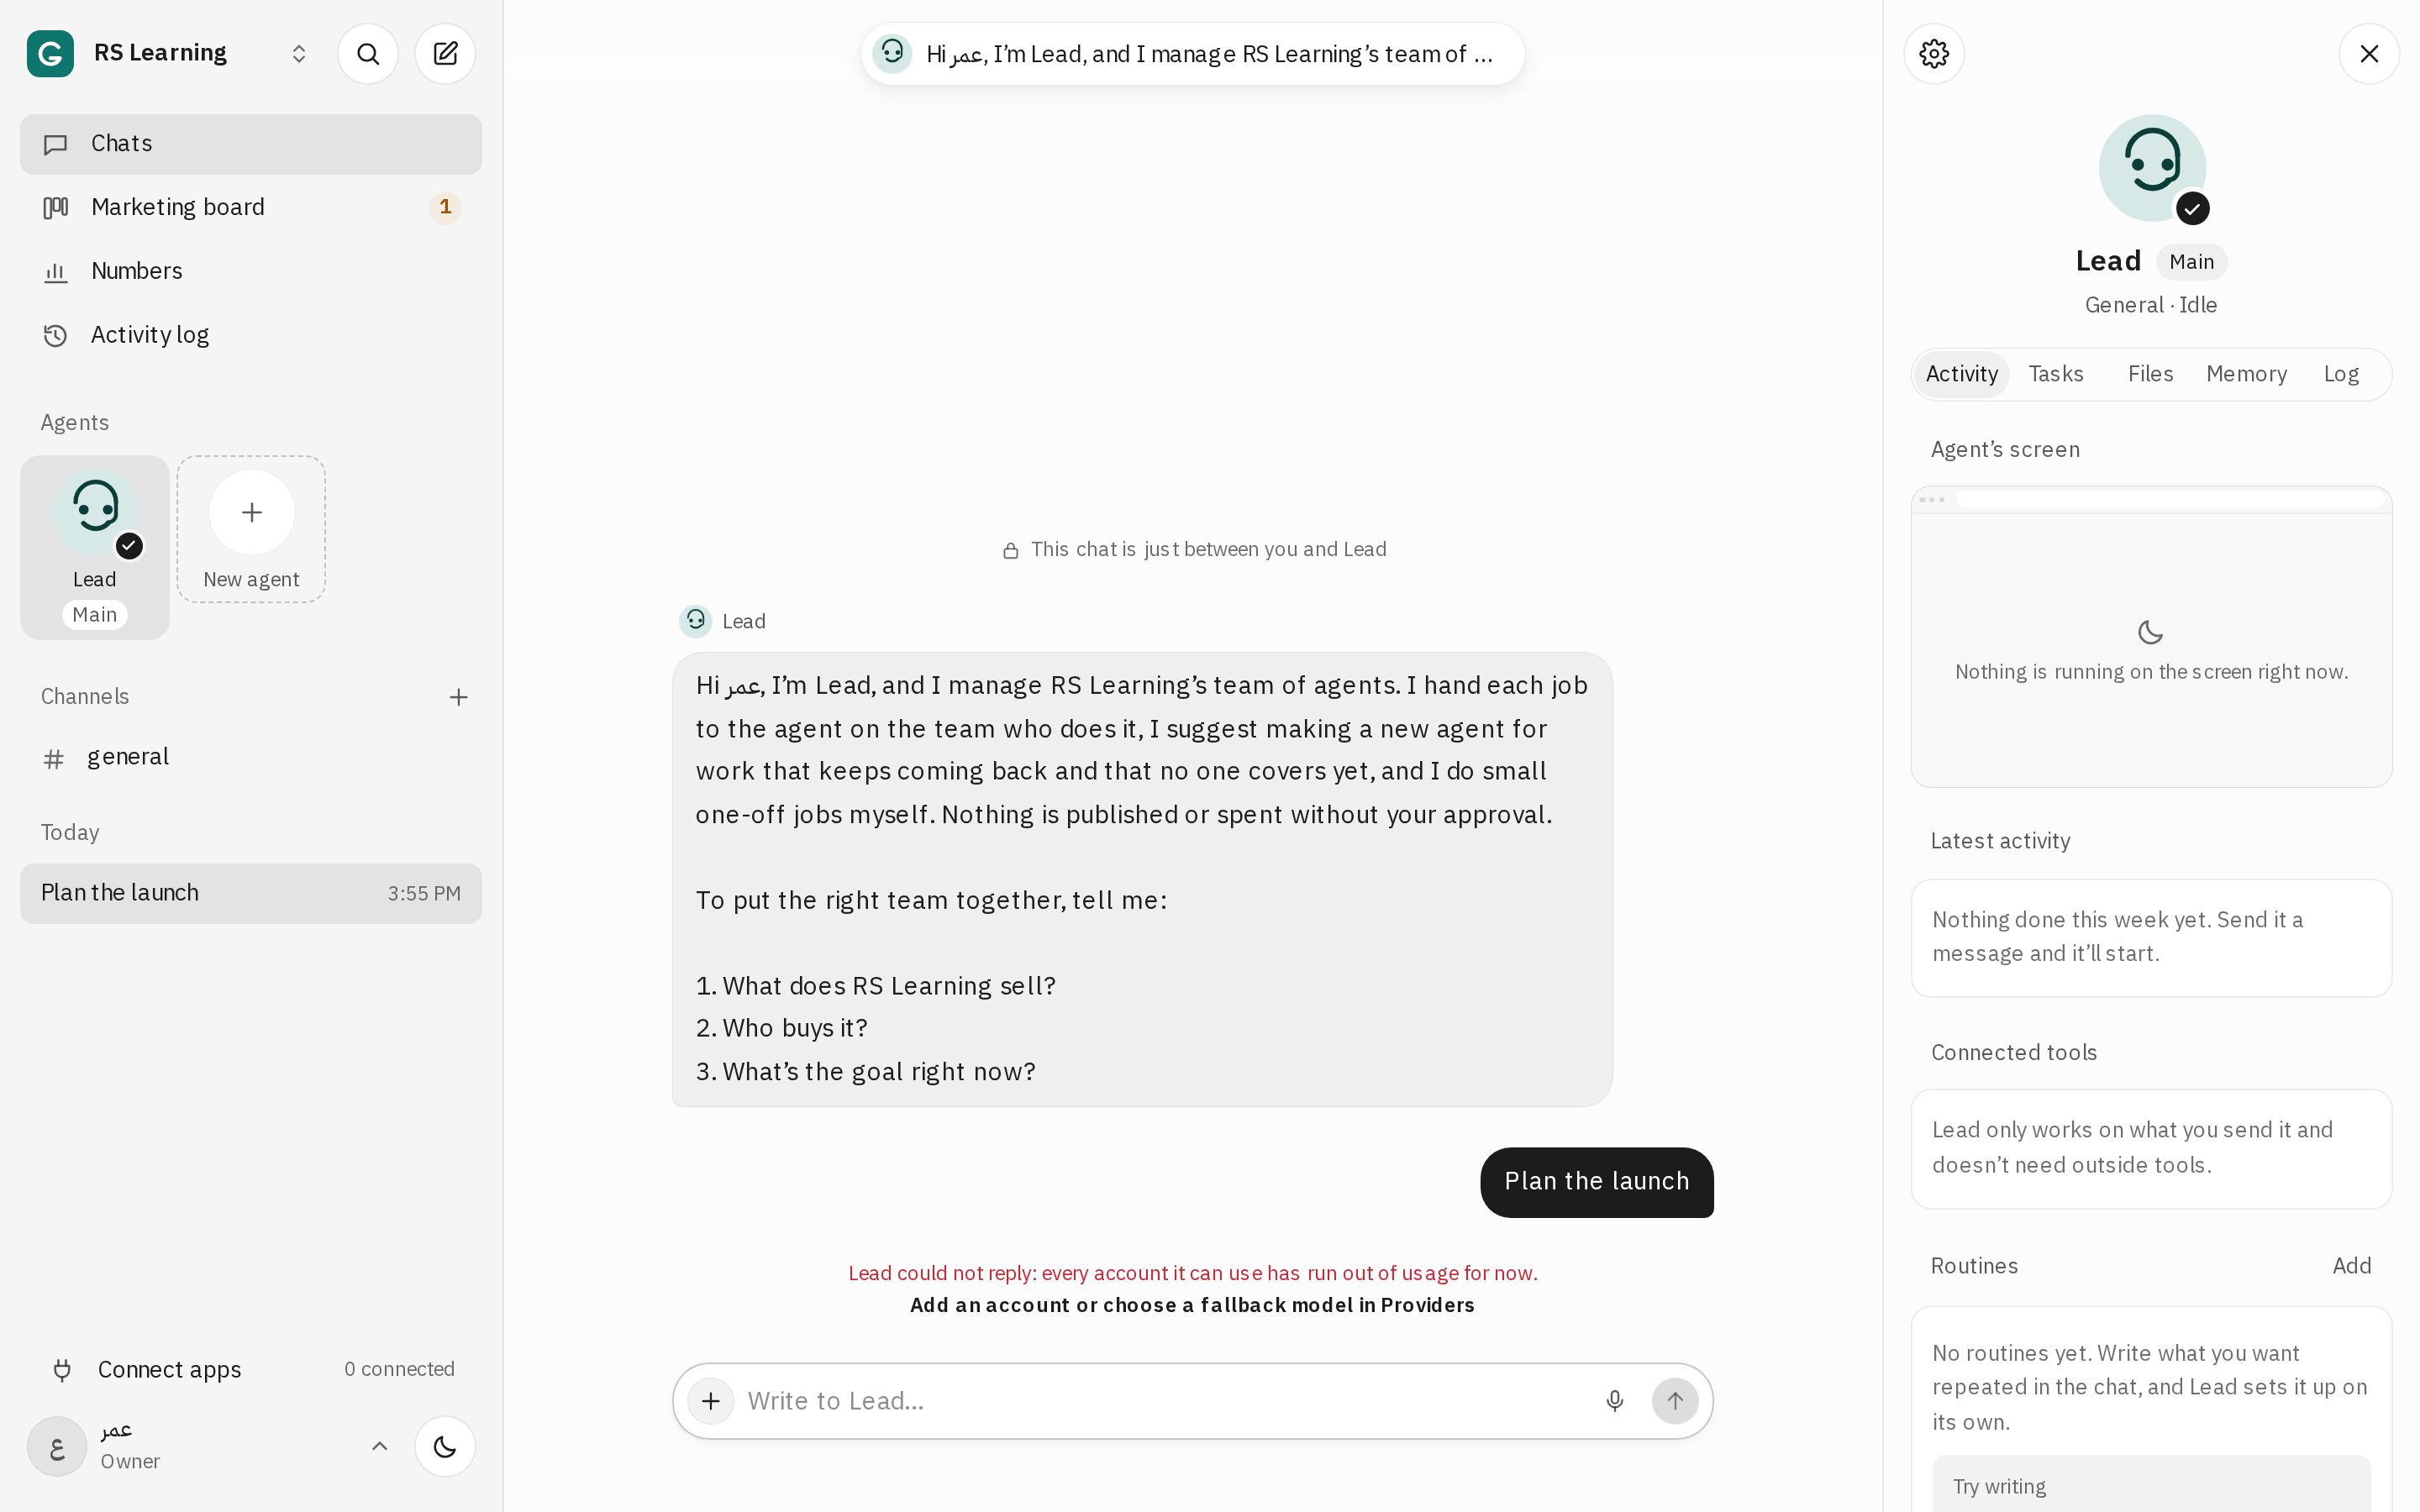 RS Learning
Chats
Marketing board 1
Numbers
Activity log
Agents
Lead
Main
New agent
Channels
# general
Today
Plan the launch 3:55 PM
Connect apps 0 connected
ع
عمر
Owner
Hi عمر, I'm Lead, and I manage RS Learning's team of ...
This chat is just between you and Lead
Lead
Hi عمر, I'm Lead, and I manage RS Learning's team of agents. I hand each job
to the agent on the team who does it, I suggest making a new agent for
work that keeps coming back and that no one covers yet, and I do small
one-off jobs myself. Nothing is published or spent without your approval.
To put the right team together, tell me:
1. What does RS Learning sell?
2. Who buys it?
3. What's the goal right now?
Plan the launch
Lead could not reply: every account it can use has run out of usage for now.
Add an account or choose a fallback model in Providers
Write to Lead...
Lead Main
General · Idle
Activity Tasks Files Memory Log
Agent's screen
Nothing is running on the screen right now.
Latest activity
Nothing done this week yet. Send it a
message and it'll start.
Connected tools
Lead only works on what you send it and
doesn't need outside tools.
Routines Add
No routines yet. Write what you want
repeated in the chat, and Lead sets it up on
its own.
Try writing